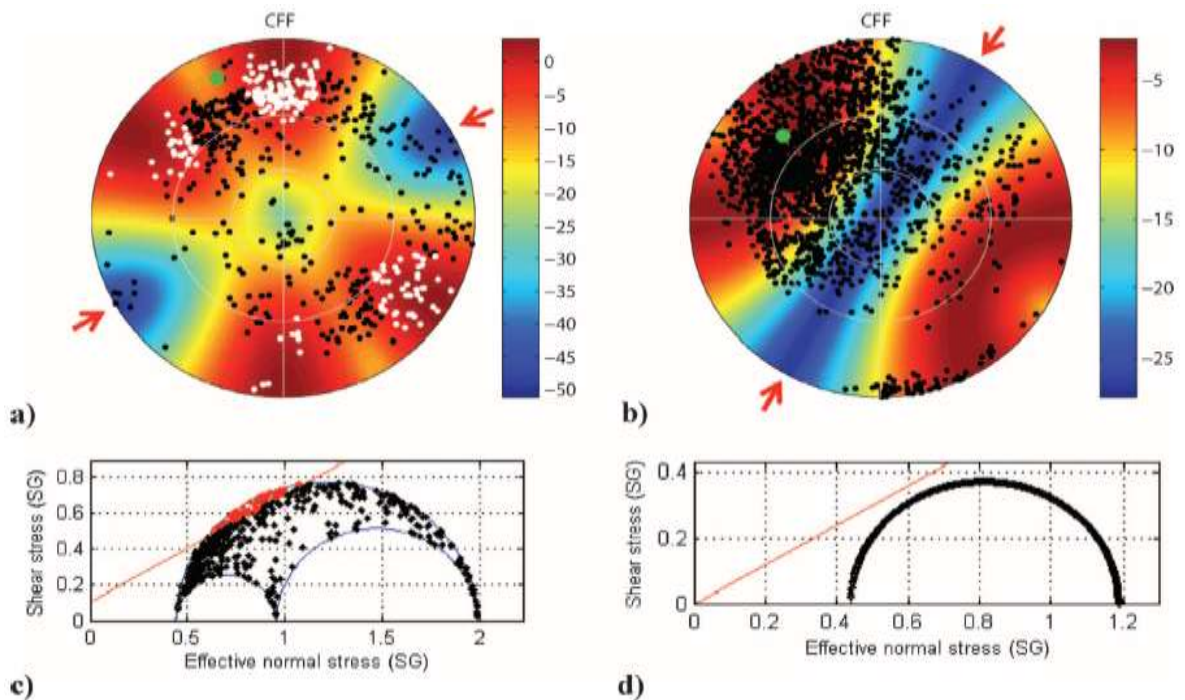 CFF
0
−5
−10
−15
−20
−25
−30
−35
−40
−45
−50
a)
CFF
−5
−10
−15
−20
−25
b)
0.8
0.6
0.4
0.2
0
0 0.5 1 1.5 2
Shear stress (SG)
Effective normal stress (SG)
c)
0.4
0.2
0
0 0.2 0.4 0.6 0.8 1 1.2
Shear stress (SG)
Effective normal stress (SG)
d)